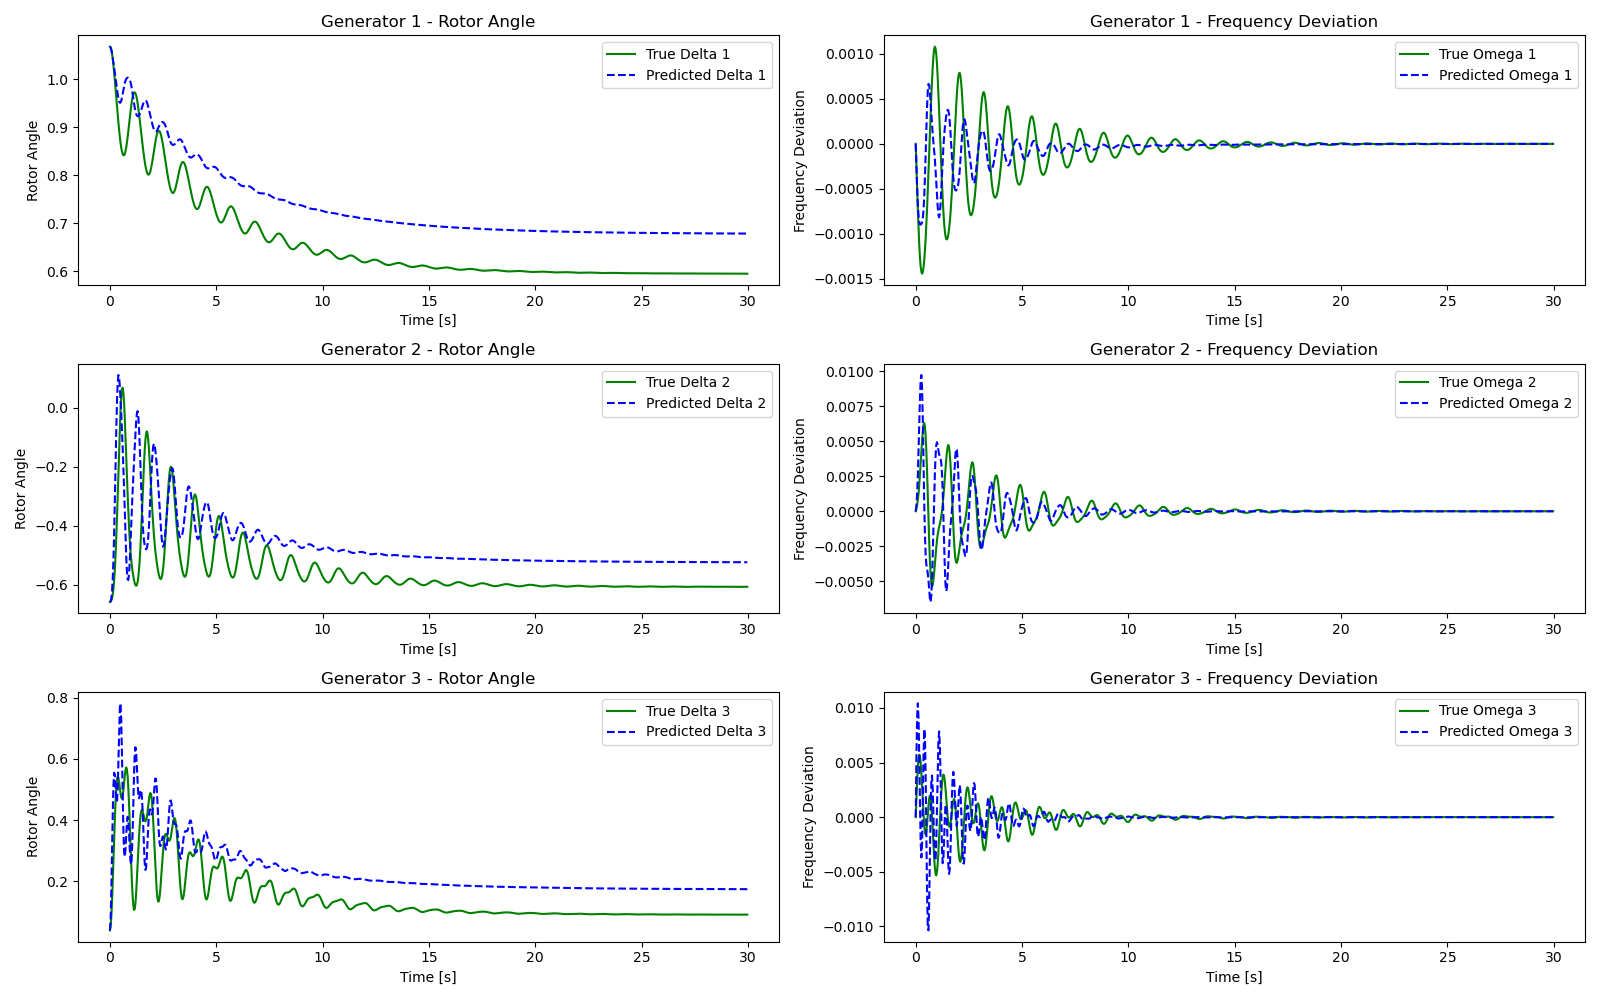 Generator 1 - Rotor Angle
Rotor Angle
1.0
0.9
0.8
0.7
0.6
True Delta 1
Predicted Delta 1
0 5 10 15 20 25 30
Time [s]
Generator 1 - Frequency Deviation
Frequency Deviation
0.0010
0.0005
0.0000
−0.0005
−0.0010
−0.0015
True Omega 1
Predicted Omega 1
0 5 10 15 20 25 30
Time [s]
Generator 2 - Rotor Angle
Rotor Angle
0.0
−0.2
−0.4
−0.6
True Delta 2
Predicted Delta 2
0 5 10 15 20 25 30
Time [s]
Generator 2 - Frequency Deviation
Frequency Deviation
0.0100
0.0075
0.0050
0.0025
0.0000
−0.0025
−0.0050
True Omega 2
Predicted Omega 2
0 5 10 15 20 25 30
Time [s]
Generator 3 - Rotor Angle
Rotor Angle
0.8
0.6
0.4
0.2
True Delta 3
Predicted Delta 3
0 5 10 15 20 25 30
Time [s]
Generator 3 - Frequency Deviation
Frequency Deviation
0.010
0.005
0.000
−0.005
−0.010
True Omega 3
Predicted Omega 3
0 5 10 15 20 25 30
Time [s]